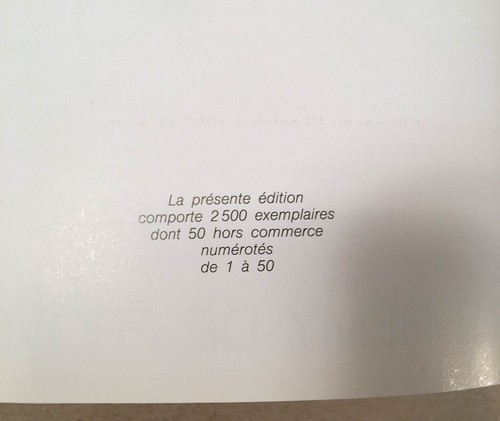 La présente édition
comporte 2 500 exemplaires
dont 50 hors commerce
numérotés
de 1 à 50